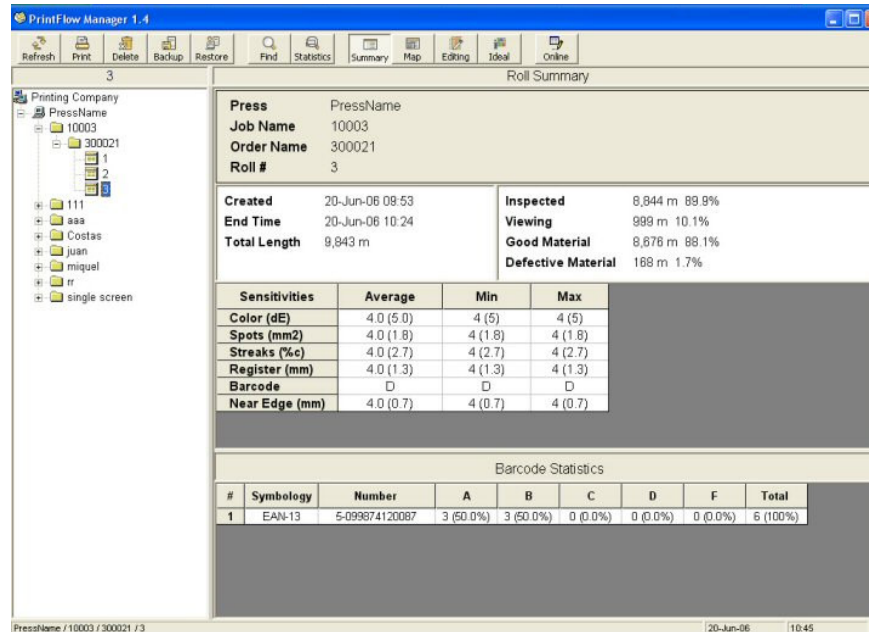 PrintFlow Manager 1.4
Refresh Print Delete Backup Restore Find Statistics Summary Map Editing Ideal Online
3
Roll Summary
Printing Company
PressName
10003
300021
1
2
3
111
aaa
Costas
juan
miquel
rr
single screen
Press PressName
Job Name 10003
Order Name 300021
Roll # 3
Created 20-Jun-06 09:53
End Time 20-Jun-06 10:24
Total Length 9,843 m
Inspected 8,844 m 89.9%
Viewing 999 m 10.1%
Good Material 8,676 m 88.1%
Defective Material 168 m 1.7%
Sensitivities Average Min Max
Color (dE) 4.0 (5.0) 4 (5) 4 (5)
Spots (mm2) 4.0 (1.8) 4 (1.8) 4 (1.8)
Streaks (%c) 4.0 (2.7) 4 (2.7) 4 (2.7)
Register (mm) 4.0 (1.3) 4 (1.3) 4 (1.3)
Barcode D D D
Near Edge (mm) 4.0 (0.7) 4 (0.7) 4 (0.7)
Barcode Statistics
# Symbology Number A B C D F Total
1 EAN-13 5-099874120087 3 (50.0%) 3 (50.0%) 0 (0.0%) 0 (0.0%) 0 (0.0%) 6 (100%)
PressName / 10003 / 300021 / 3 20-Jun-06 10:45